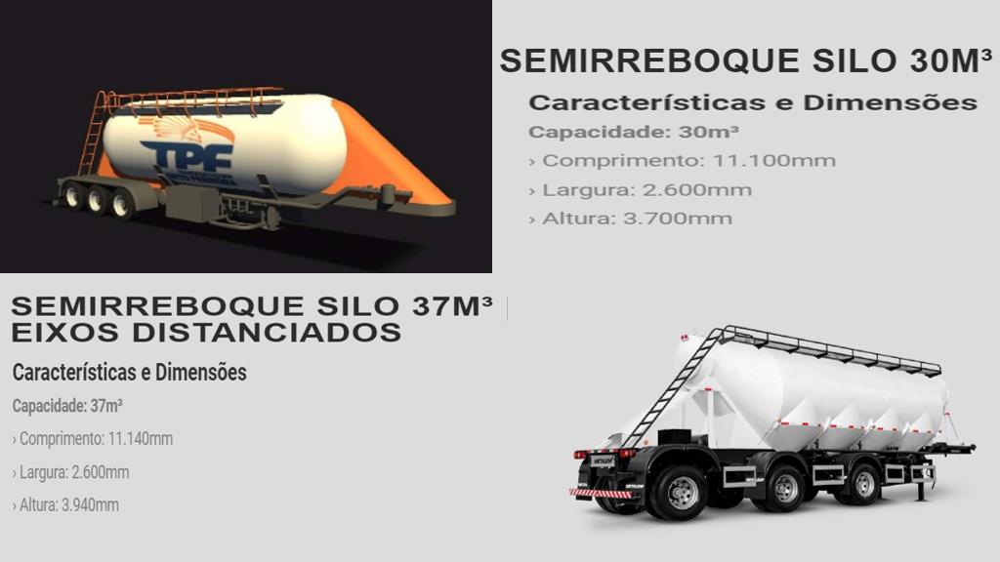 TPF
SEMIRREBOQUE SILO 30M³
Características e Dimensões
Capacidade: 30m³
› Comprimento: 11.100mm
› Largura: 2.600mm
› Altura: 3.700mm
SEMIRREBOQUE SILO 37M³
EIXOS DISTANCIADOS
Características e Dimensões
Capacidade: 37m³
› Comprimento: 11.140mm
› Largura: 2.600mm
› Altura: 3.940mm